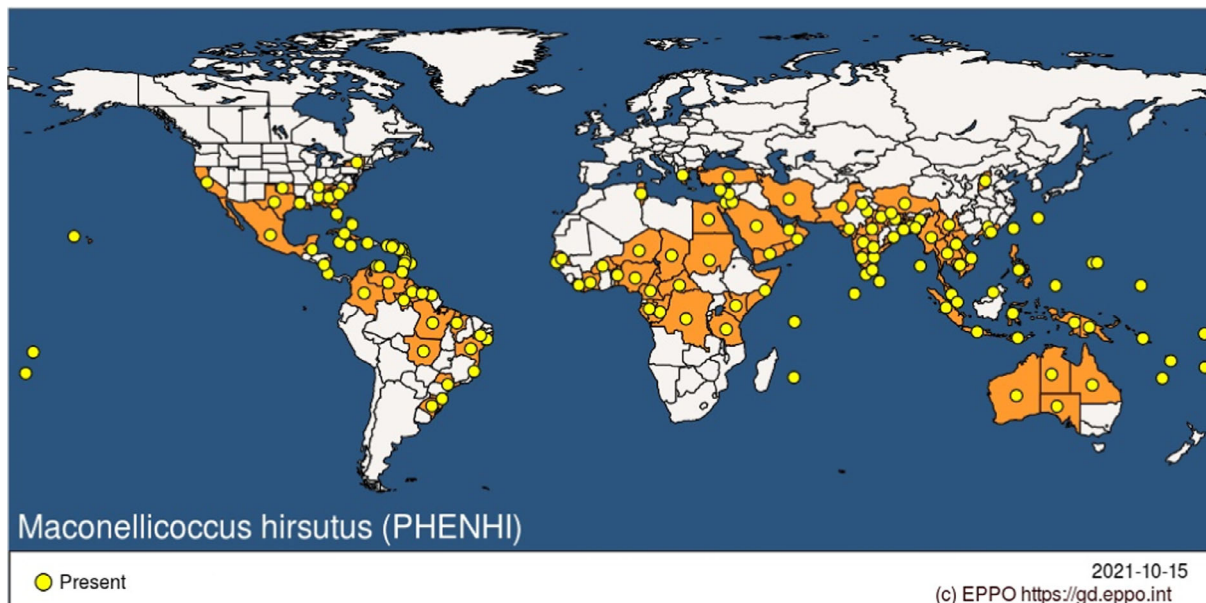 Maconellicoccus hirsutus (PHENHI)
Present
2021-10-15
(c) EPPO https://gd.eppo.int